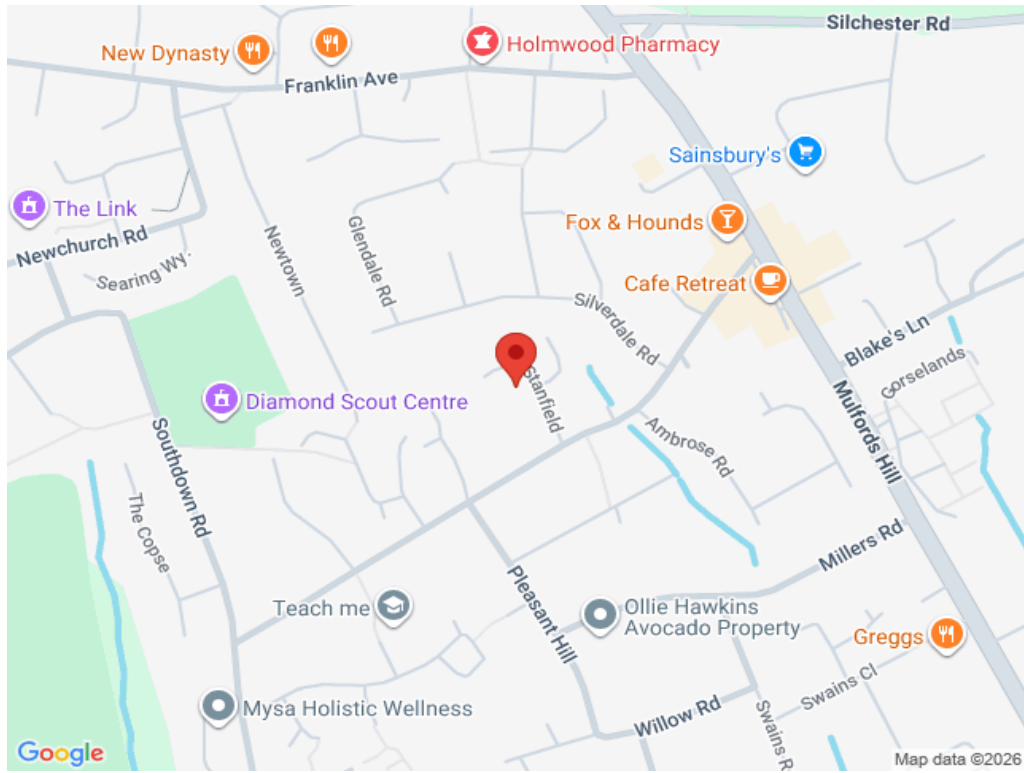 Silchester Rd
New Dynasty
Holmwood Pharmacy
Franklin Ave
Sainsbury's
The Link
Fox & Hounds
Newchurch Rd
Glendale Rd
Newtown
Searing Wy.
Cafe Retreat
Silverdale Rd
Blake's Ln
Gorselands
Stanfield
Diamond Scout Centre
Mulfords Hill
Ambrose Rd
Southdown Rd
The Copse
Millers Rd
Pleasant Hill
Teach me
Ollie Hawkins
Avocado Property
Greggs
Swains Cl
Mysa Holistic Wellness
Willow Rd
Swains R
Google
Map data ©2026